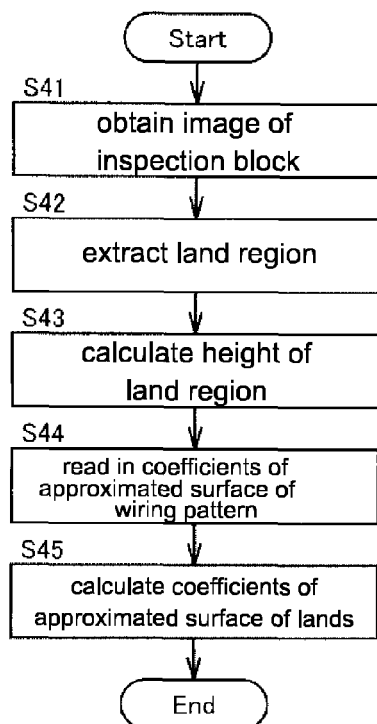 Start
S41
obtain image of
inspection block
S42
extract land region
S43
calculate height of
land region
S44
read in coefficients of
approximated surface of
wiring pattern
S45
calculate coefficients of
approximated surface of lands
End